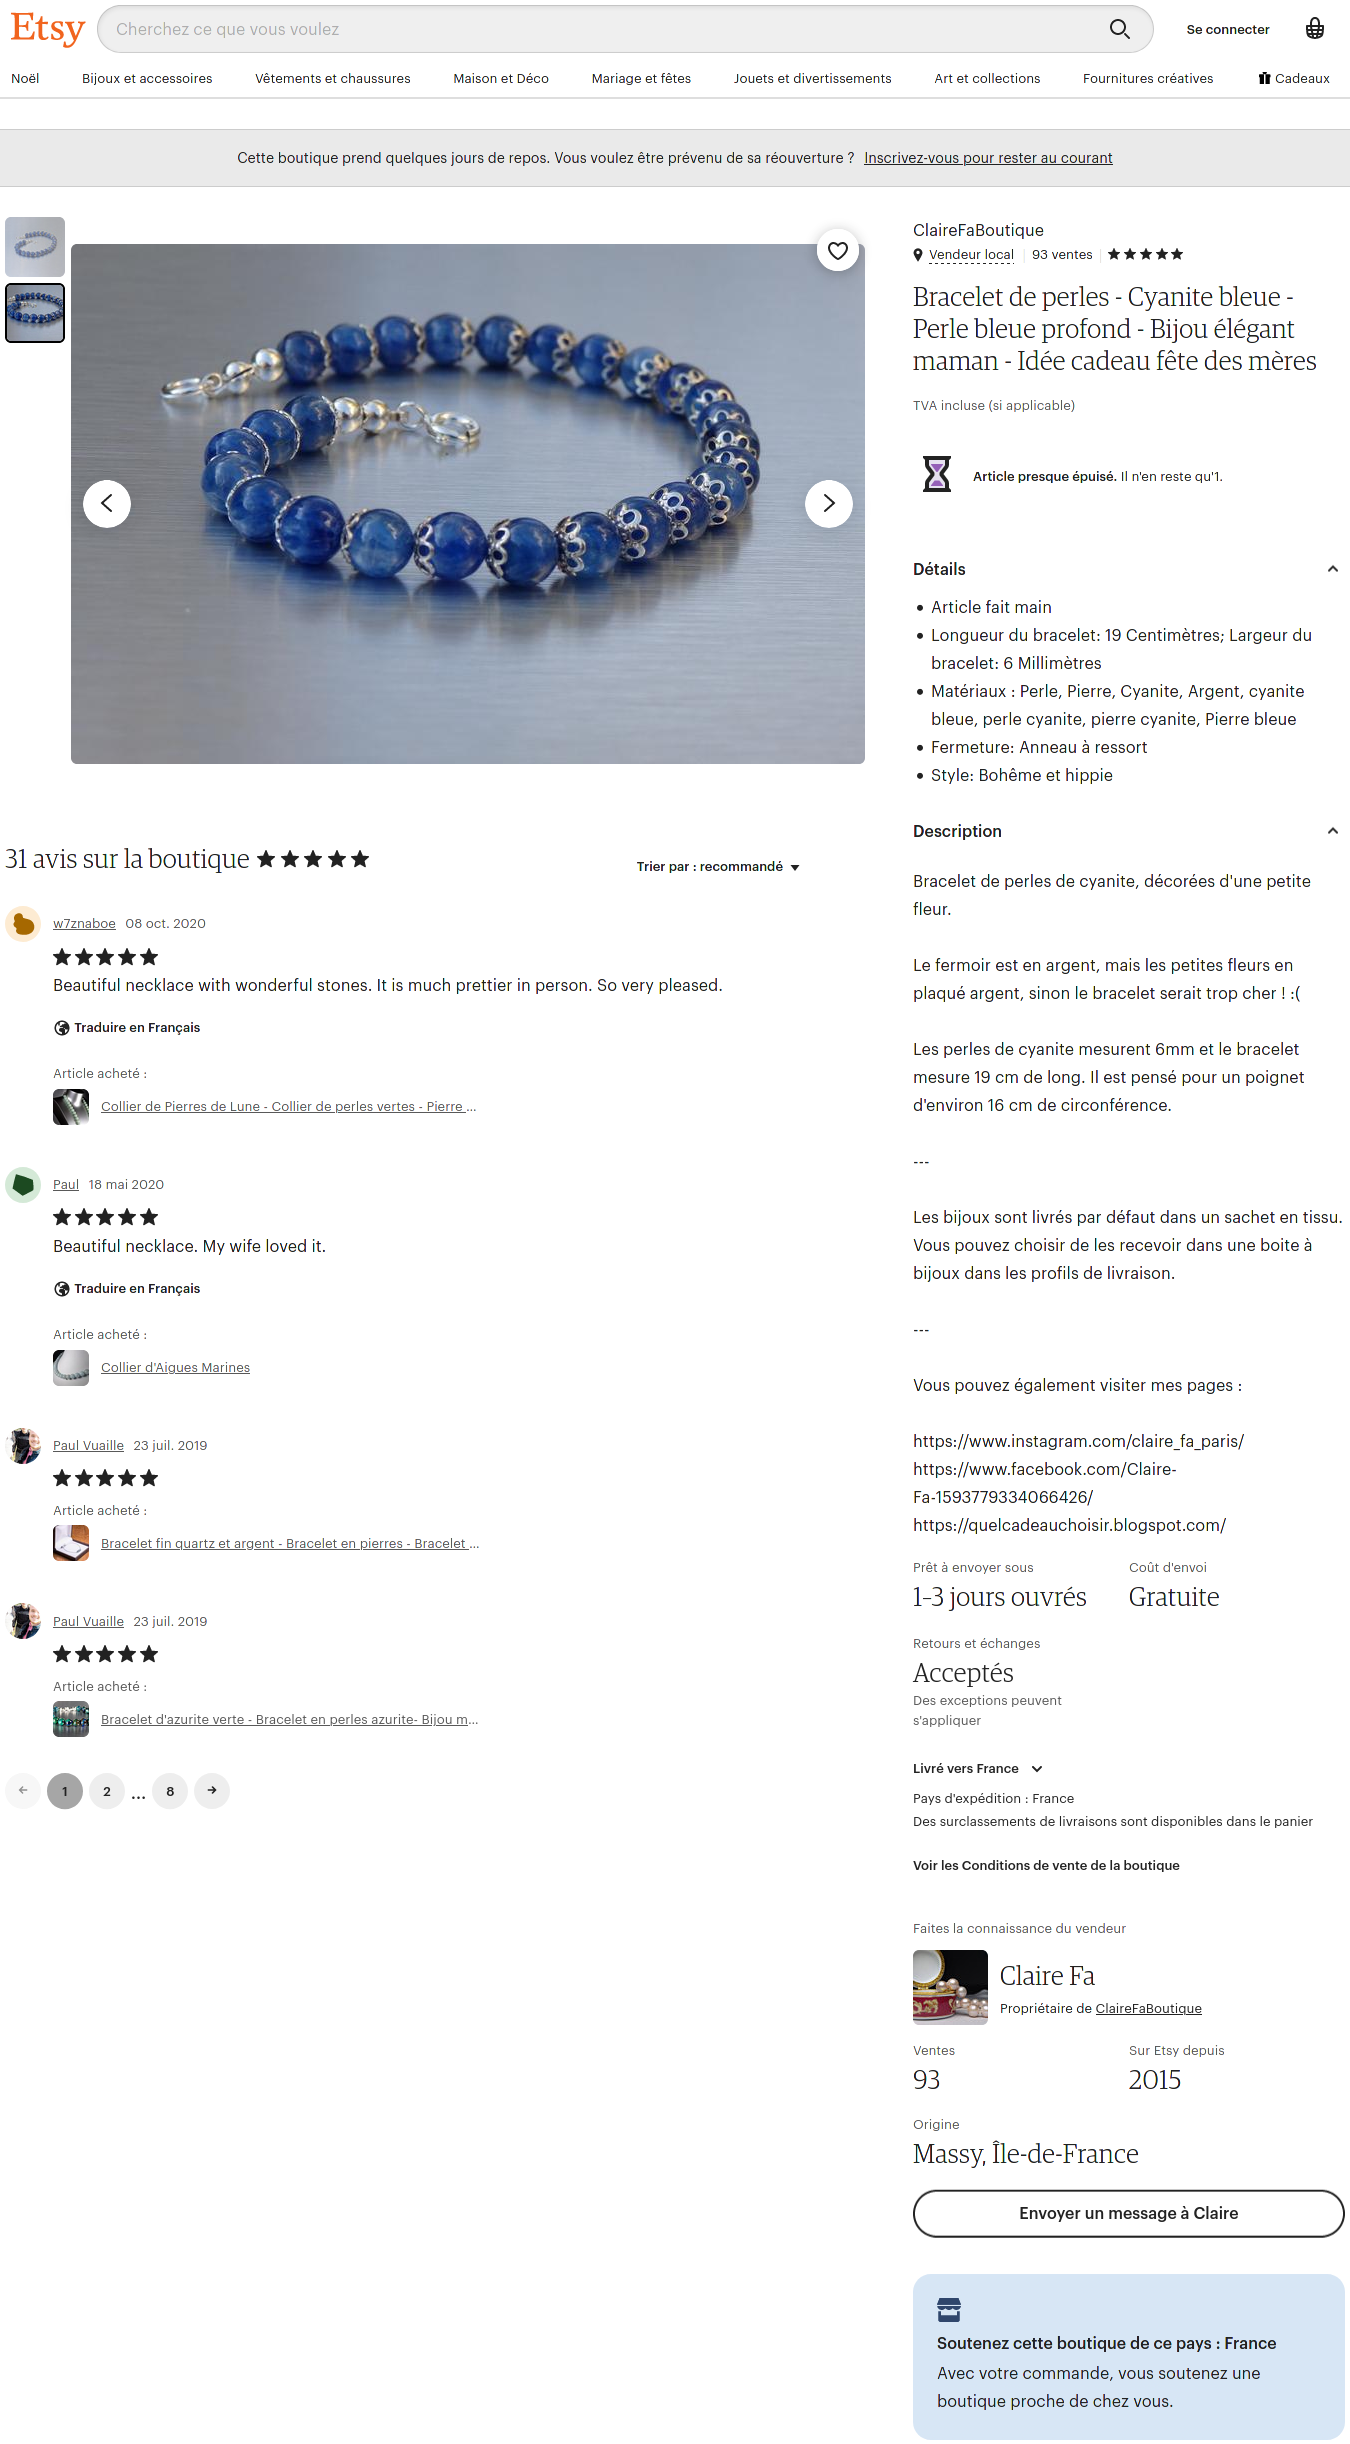 Etsy
Cherchez ce que vous voulez
Se connecter
Noël
Bijoux et accessoires
Vêtements et chaussures
Maison et Déco
Mariage et fêtes
Jouets et divertissements
Art et collections
Fournitures créatives
Cadeaux
Cette boutique prend quelques jours de repos. Vous voulez être prévenu de sa réouverture ? Inscrivez-vous pour rester au courant
ClaireFaBoutique
Vendeur local
93 ventes
Bracelet de perles - Cyanite bleue -
Perle bleue profond - Bijou élégant
maman - Idée cadeau fête des mères
TVA incluse (si applicable)
Article presque épuisé. Il n'en reste qu'1.
Détails
Article fait main
Longueur du bracelet: 19 Centimètres; Largeur du
bracelet: 6 Millimètres
Matériaux : Perle, Pierre, Cyanite, Argent, cyanite
bleue, perle cyanite, pierre cyanite, Pierre bleue
Fermeture: Anneau à ressort
Style: Bohême et hippie
Description
Bracelet de perles de cyanite, décorées d'une petite
fleur.
Le fermoir est en argent, mais les petites fleurs en
plaqué argent, sinon le bracelet serait trop cher ! :(
Les perles de cyanite mesurent 6mm et le bracelet
mesure 19 cm de long. Il est pensé pour un poignet
d'environ 16 cm de circonférence.
---
Les bijoux sont livrés par défaut dans un sachet en tissu.
Vous pouvez choisir de les recevoir dans une boite à
bijoux dans les profils de livraison.
---
Vous pouvez également visiter mes pages :
https://www.instagram.com/claire_fa_paris/
https://www.facebook.com/Claire-
Fa-1593779334066426/
https://quelcadeauchoisir.blogspot.com/
Prêt à envoyer sous
1–3 jours ouvrés
Coût d'envoi
Gratuite
Retours et échanges
Acceptés
Des exceptions peuvent
s'appliquer
Livré vers France
Pays d'expédition : France
Des surclassements de livraisons sont disponibles dans le panier
Voir les Conditions de vente de la boutique
Faites la connaissance du vendeur
Claire Fa
Propriétaire de ClaireFaBoutique
Ventes
93
Sur Etsy depuis
2015
Origine
Massy, Île-de-France
Envoyer un message à Claire
Soutenez cette boutique de ce pays : France
Avec votre commande, vous soutenez une
boutique proche de chez vous.
31 avis sur la boutique
Trier par : recommandé
w7znaboe 08 oct. 2020
Beautiful necklace with wonderful stones. It is much prettier in person. So very pleased.
Traduire en Français
Article acheté :
Collier de Pierres de Lune - Collier de perles vertes - Pierre ...
Paul 18 mai 2020
Beautiful necklace. My wife loved it.
Traduire en Français
Article acheté :
Collier d'Aigues Marines
Paul Vuaille 23 juil. 2019
Article acheté :
Bracelet fin quartz et argent - Bracelet en pierres - Bracelet ...
Paul Vuaille 23 juil. 2019
Article acheté :
Bracelet d'azurite verte - Bracelet en perles azurite- Bijou m...
1 2 ... 8